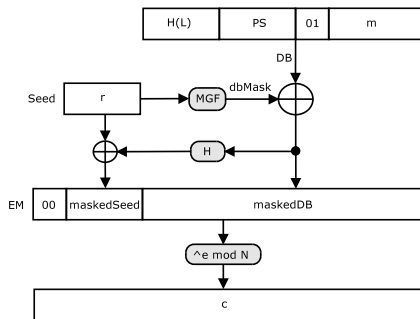 H(L) PS 01 m
DB
dbMask
Seed r MGF
H
EM 00 maskedSeed maskedDB
^e mod N
c